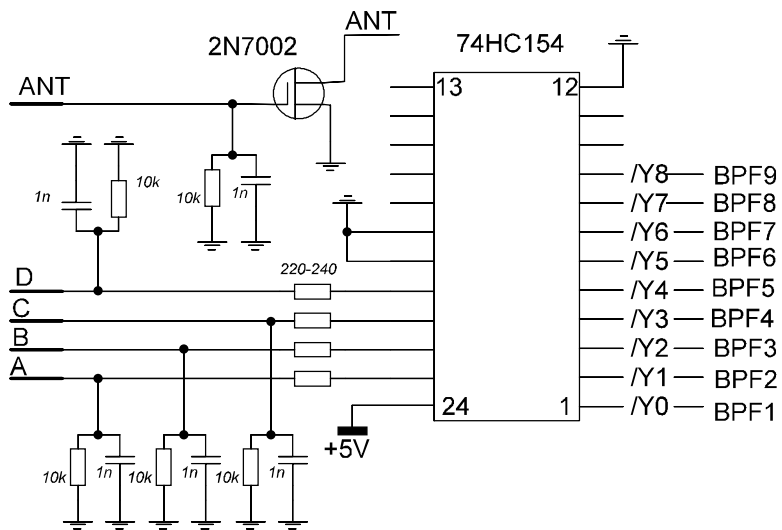 ANT
2N7002
74HC154
ANT
13
12
1n
10k
10k
1n
/Y8 BPF9
/Y7 BPF8
/Y6 BPF7
/Y5 BPF6
D
220-240
/Y4 BPF5
C
/Y3 BPF4
B
/Y2 BPF3
A
/Y1 BPF2
24
1
/Y0 BPF1
+5V
10k
1n
10k
1n
10k
1n